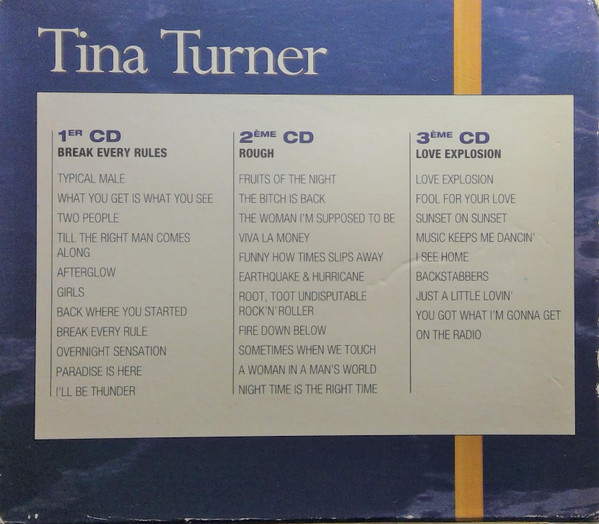 Tina Turner
1ER CD
BREAK EVERY RULES
TYPICAL MALE
WHAT YOU GET IS WHAT YOU SEE
TWO PEOPLE
TILL THE RIGHT MAN COMES
ALONG
AFTERGLOW
GIRLS
BACK WHERE YOU STARTED
BREAK EVERY RULE
OVERNIGHT SENSATION
PARADISE IS HERE
I'LL BE THUNDER
2ÈME CD
ROUGH
FRUITS OF THE NIGHT
THE BITCH IS BACK
THE WOMAN I'M SUPPOSED TO BE
VIVA LA MONEY
FUNNY HOW TIMES SLIPS AWAY
EARTHQUAKE & HURRICANE
ROOT, TOOT UNDISPUTABLE
ROCK'N'ROLLER
FIRE DOWN BELOW
SOMETIMES WHEN WE TOUCH
A WOMAN IN A MAN'S WORLD
NIGHT TIME IS THE RIGHT TIME
3ÈME CD
LOVE EXPLOSION
LOVE EXPLOSION
FOOL FOR YOUR LOVE
SUNSET ON SUNSET
MUSIC KEEPS ME DANCIN'
I SEE HOME
BACKSTABBERS
JUST A LITTLE LOVIN'
YOU GOT WHAT I'M GONNA GET
ON THE RADIO